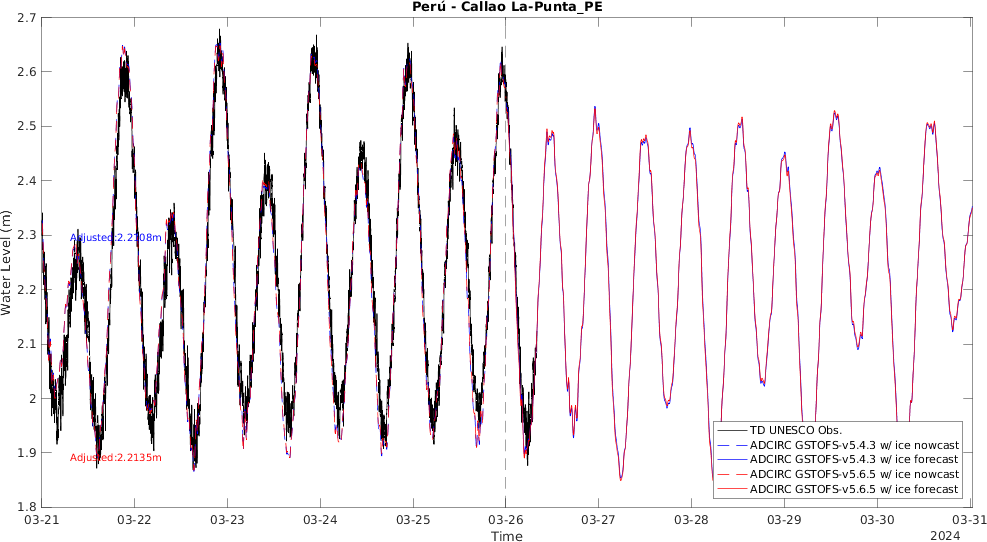 Perú - Callao La-Punta_PE
2.7
2.6
2.5
2.4
2.3
2.2
2.1
2
1.9
1.8
Water Level (m)
Adjusted:2.2108m
Adjusted:2.2135m
TD UNESCO Obs.
ADCIRC GSTOFS-v5.4.3 w/ ice nowcast
ADCIRC GSTOFS-v5.4.3 w/ ice forecast
ADCIRC GSTOFS-v5.6.5 w/ ice nowcast
ADCIRC GSTOFS-v5.6.5 w/ ice forecast
03-21 03-22 03-23 03-24 03-25 03-26 03-27 03-28 03-29 03-30 03-31
Time
2024